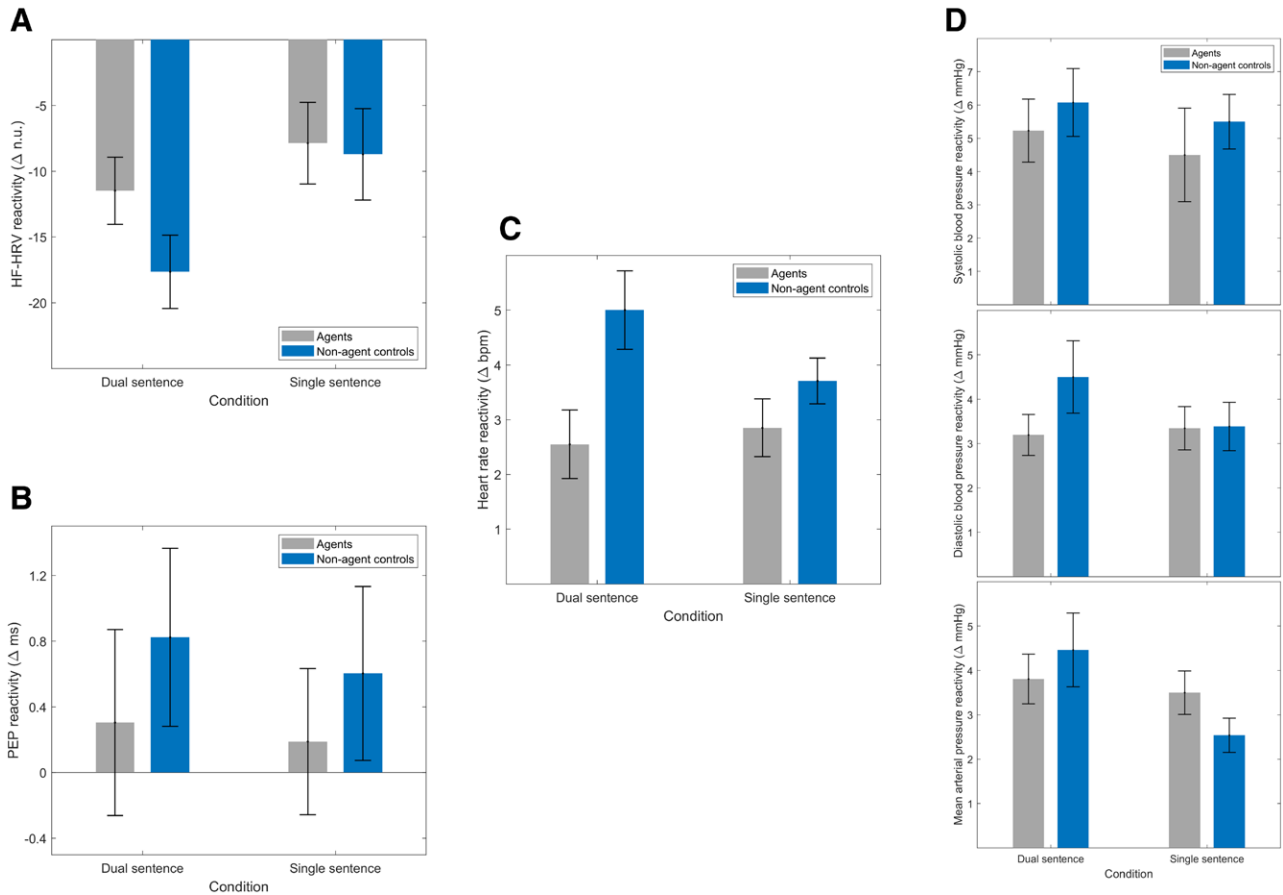 A
HF-HRV reactivity (Δ n.u.)
-5
-10
-15
-20
Agents
Non-agent controls
Dual sentence
Single sentence
Condition
B
PEP reactivity (Δ ms)
1.2
0.8
0.4
0
-0.4
Agents
Non-agent controls
Dual sentence
Single sentence
Condition
C
Heart rate reactivity (Δ bpm)
5
4
3
2
1
Agents
Non-agent controls
Dual sentence
Single sentence
Condition
D
Systolic blood pressure reactivity (Δ mmHg)
7
6
5
4
3
2
1
Agents
Non-agent controls
Diastolic blood pressure reactivity (Δ mmHg)
5
4
3
2
1
Mean arterial pressure reactivity (Δ mmHg)
5
4
3
2
1
Dual sentence
Single sentence
Condition